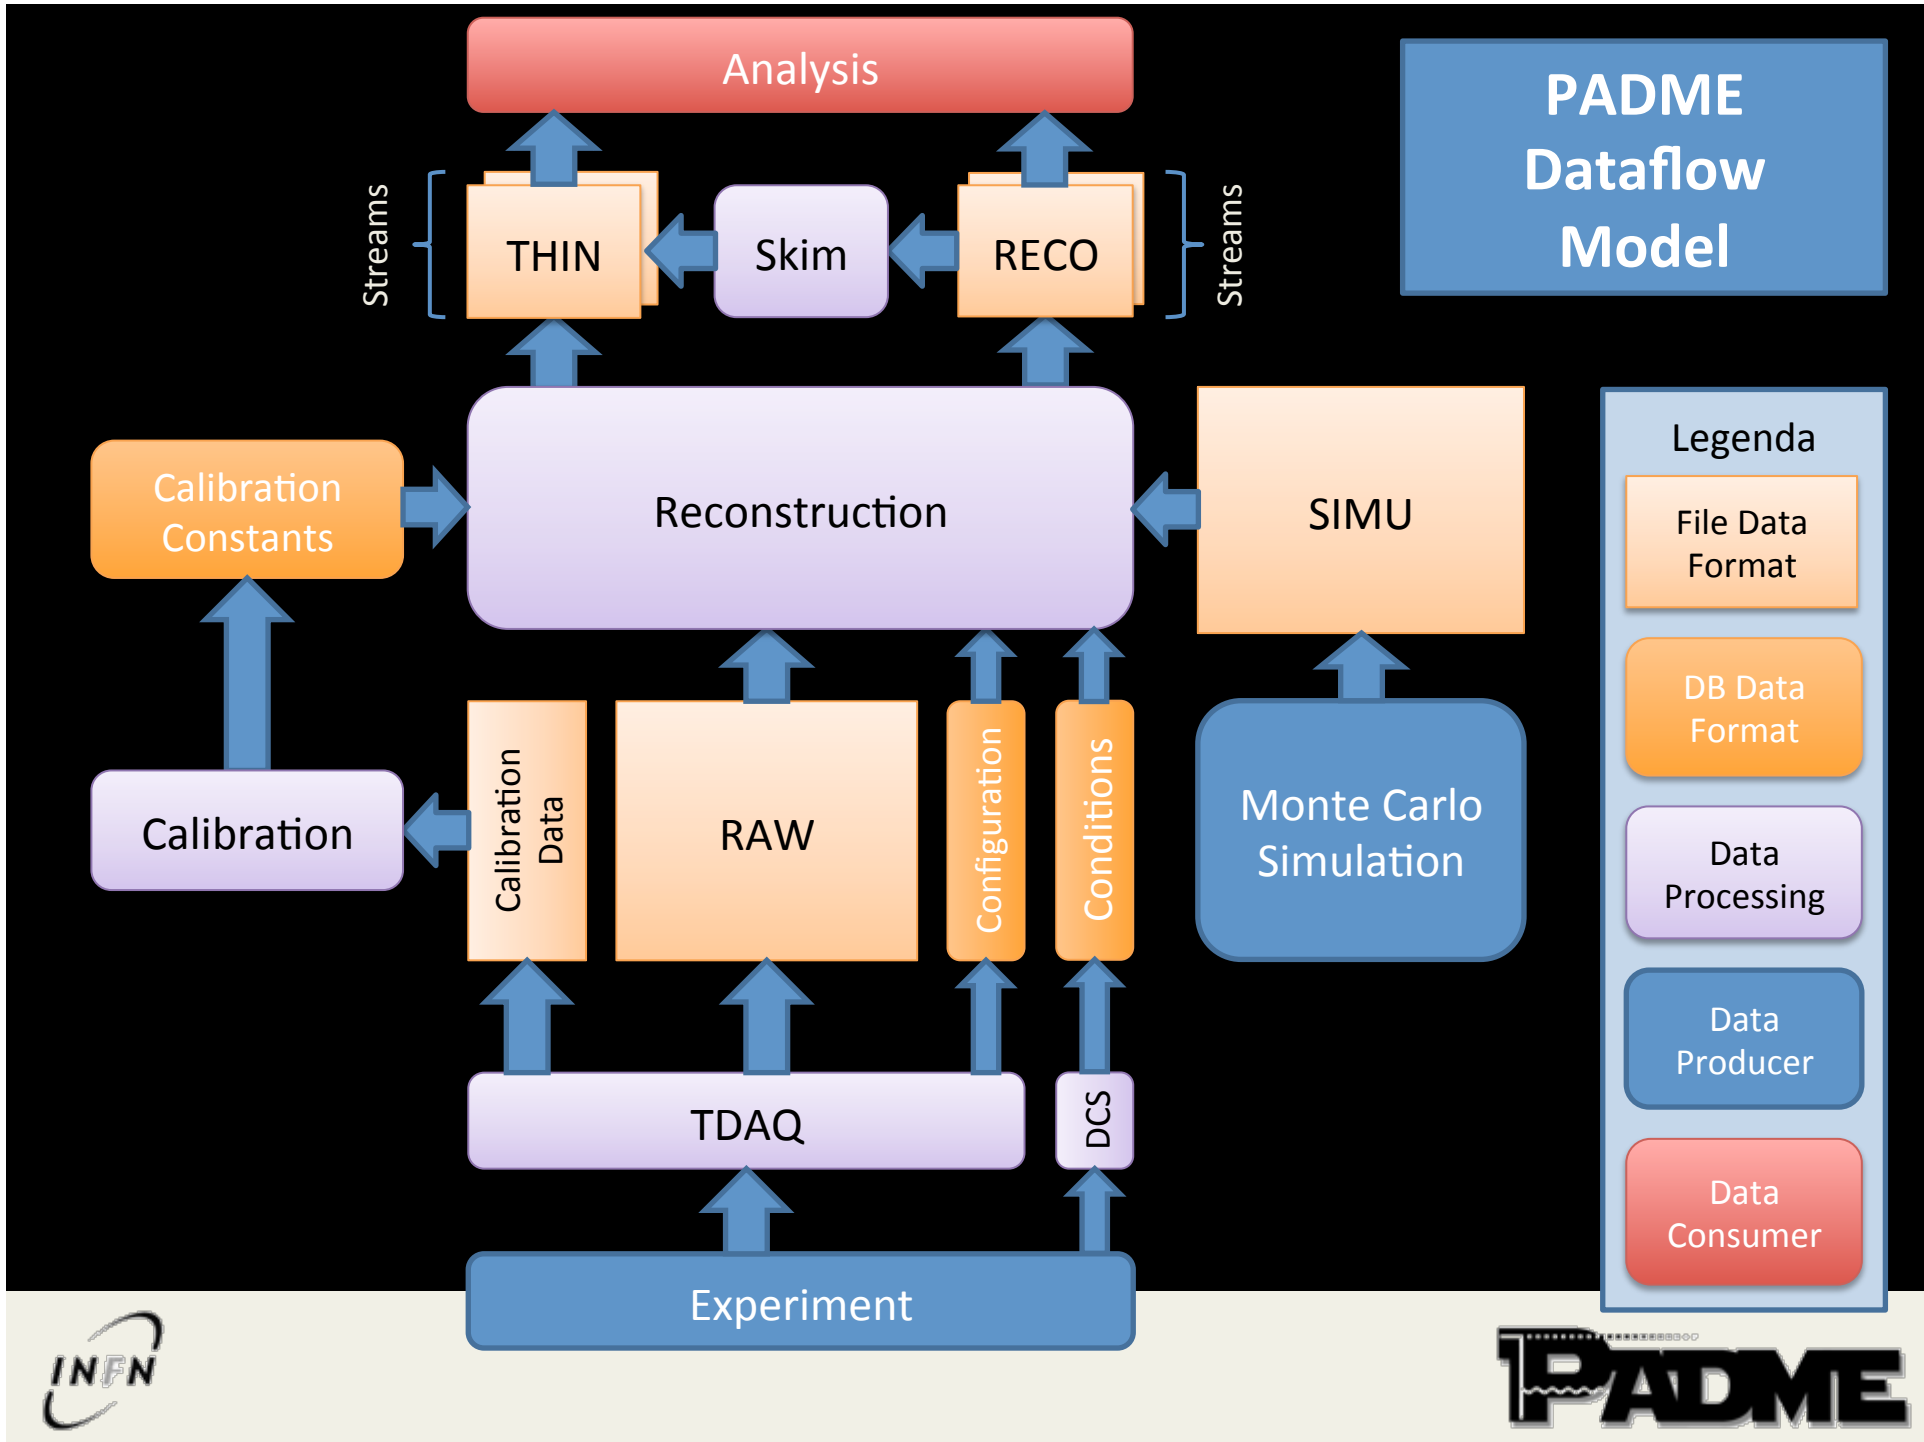 Analysis
PADME
Dataflow
Model
Streams
THIN
Skim
RECO
Streams
Calibration
Constants
Reconstruction
SIMU
Legenda
File Data
Format
DB Data
Format
Data
Processing
Data
Producer
Data
Consumer
Calibration
Calibration
Data
RAW
Configuration
Conditions
Monte Carlo
Simulation
TDAQ
DCS
Experiment
INFN
PADME